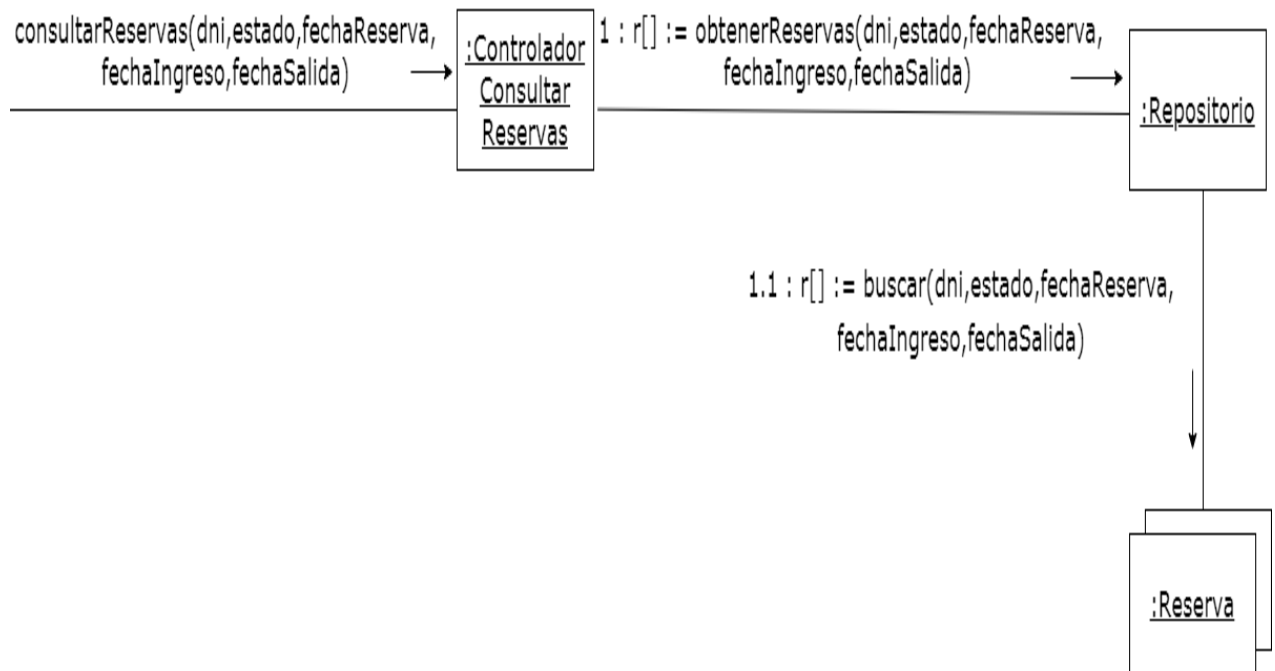 consultarReservas(dni,estado,fechaReserva,
fechaIngreso,fechaSalida)
:Controlador
Consultar
Reservas
1 : r[] := obtenerReservas(dni,estado,fechaReserva,
fechaIngreso,fechaSalida)
:Repositorio
1.1 : r[] := buscar(dni,estado,fechaReserva,
fechaIngreso,fechaSalida)
:Reserva